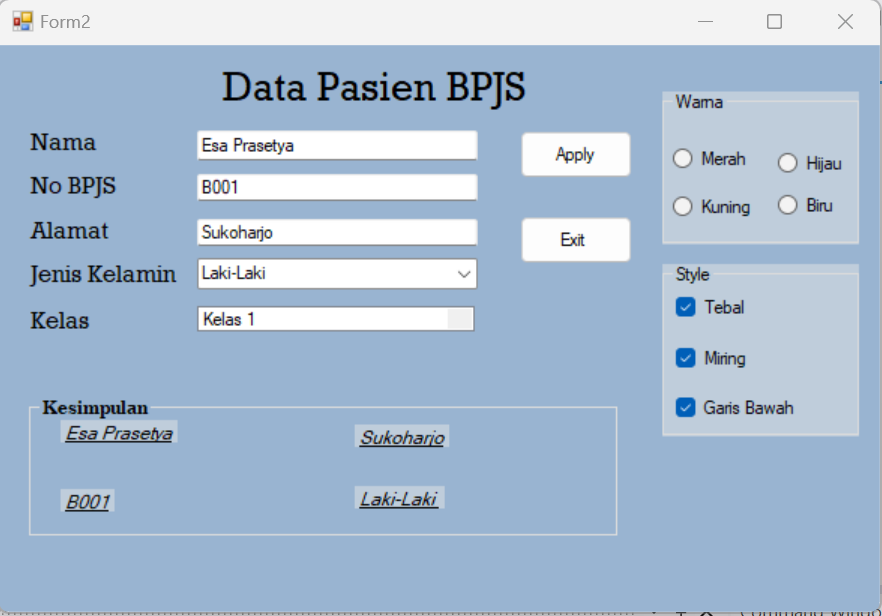 Form2
Data Pasien BPJS
Nama
Esa Prasetya
No BPJS
B001
Alamat
Sukoharjo
Jenis Kelamin
Laki-Laki
Kelas
Kelas 1
Apply
Exit
Warna
Merah
Hijau
Kuning
Biru
Style
Tebal
Miring
Garis Bawah
Kesimpulan
Esa Prasetya
Sukoharjo
B001
Laki-Laki